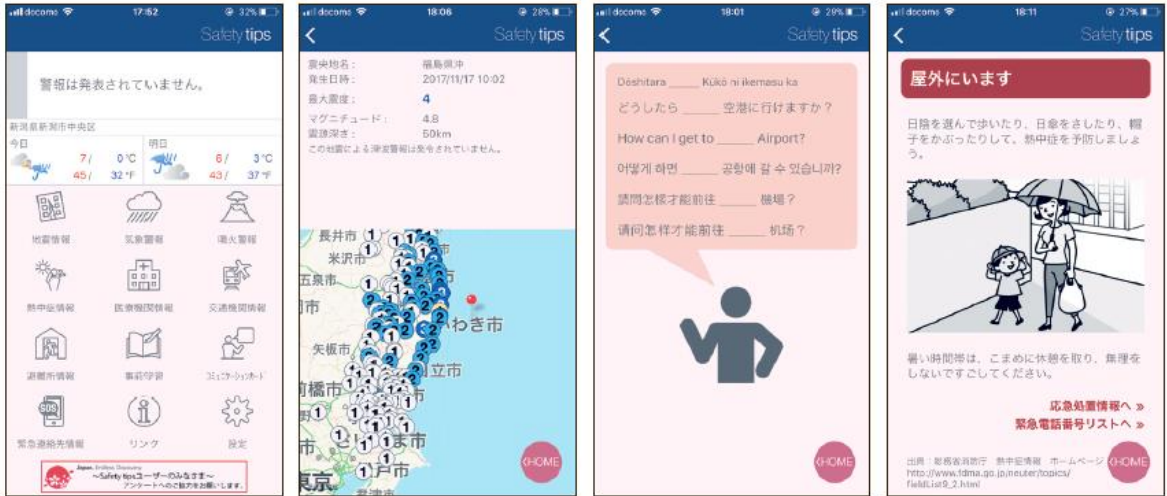 docomo 17:52 32%
Safety tips
警報は発表されていません。
新潟県新潟市中央区
今日
明日
7/ 0°C
45/ 32°F
6/ 3°C
43/ 37°F
地震情報
気象警報
噴火警報
熱中症情報
医療機関情報
交通機関情報
避難所情報
事前学習
コミュニケーションボード
SOS
緊急連絡先情報
リンク
設定
Japan. Endless Discovery.
〜Safety tipsユーザーのみなさま〜
アンケートへのご協力をお願いします。
docomo 18:06 28%
Safety tips
震央地名: 福島県沖
発生日時: 2017/11/17 10:02
最大震度: 4
マグニチュード: 4.8
震源深さ: 50km
この地震による津波警報は発令されていません。
長井市
米沢市
五泉市
いわき市
矢板市
日立市
前橋市
さいたま市
江戸市
東京
君津市
HOME
docomo 18:01 29%
Safety tips
Dōshitara _____ Kūkō ni ikemasu ka
どうしたら _____ 空港に行けますか?
How can I get to _____ Airport?
어떻게 하면 _____ 공항에 갈 수 있습니까?
請問怎樣才能前往 _____ 機場?
请问怎样才能前往 _____ 机场?
HOME
docomo 18:11 27%
Safety tips
屋外にいます
日陰を選んで歩いたり、日傘をさしたり、帽
子をかぶったりして、熱中症を予防しましょ
う。
暑い時間帯は、こまめに休憩を取り、無理を
しないですごしてください。
応急処置情報へ »
緊急電話番号リストへ »
出典:総務省消防庁 熱中症情報 ホームページ
http://www.fdma.go.jp/neuter/topics/
fieldList9_2.html
HOME